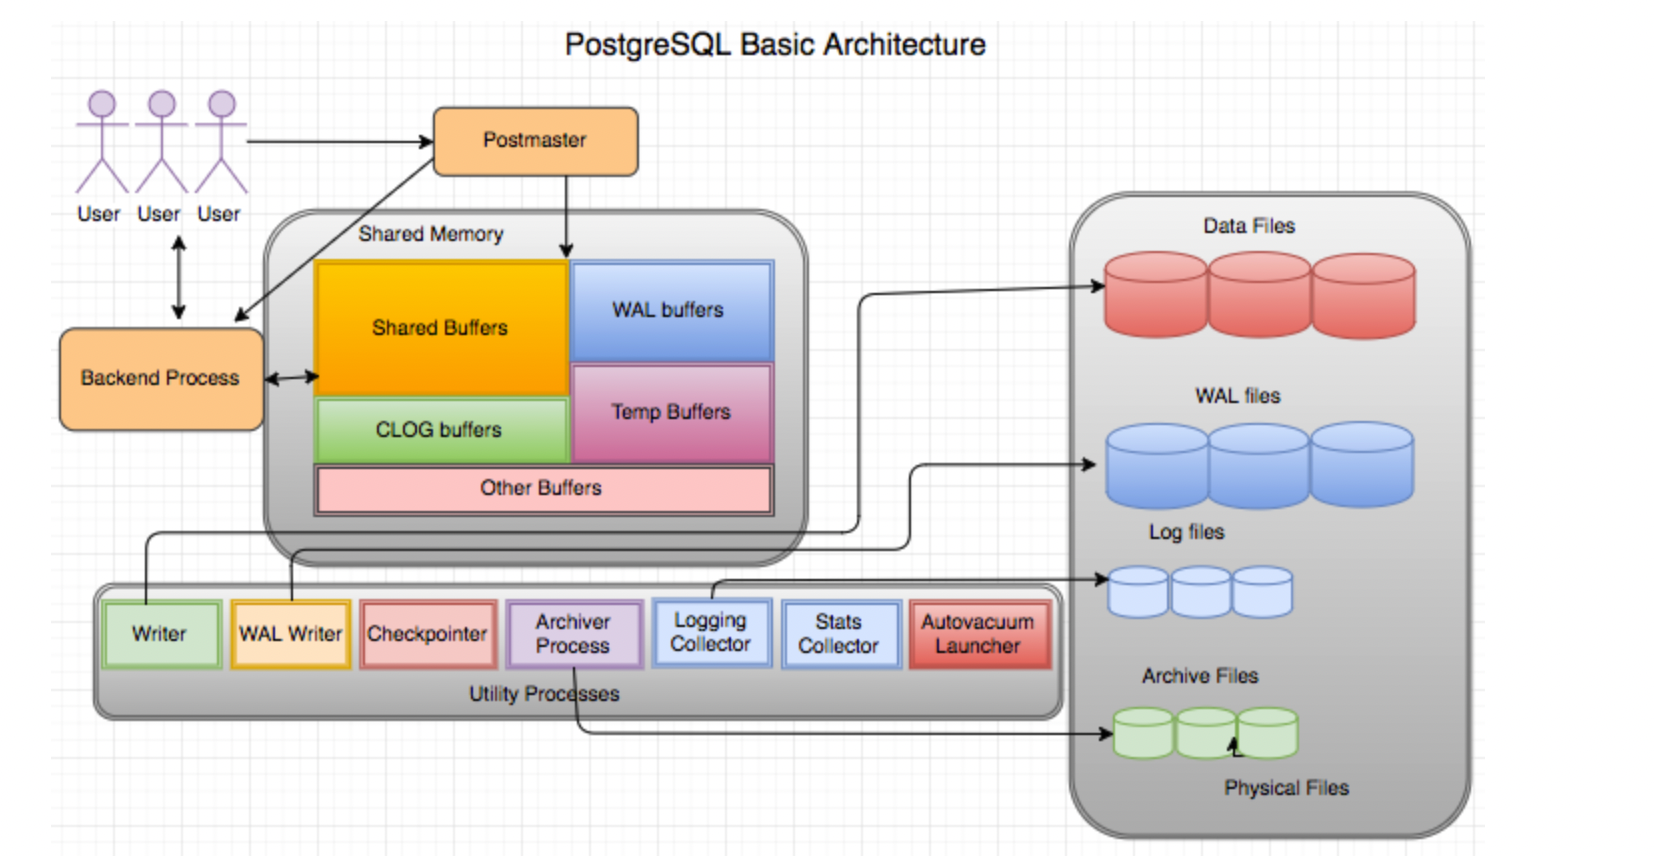 PostgreSQL Basic Architecture
Postmaster
User User User
Shared Memory
Shared Buffers
WAL buffers
Backend Process
CLOG buffers
Temp Buffers
Other Buffers
Data Files
WAL files
Log files
Archive Files
Physical Files
Writer
WAL Writer
Checkpointer
Archiver
Process
Logging
Collector
Stats
Collector
Autovacuum
Launcher
Utility Processes